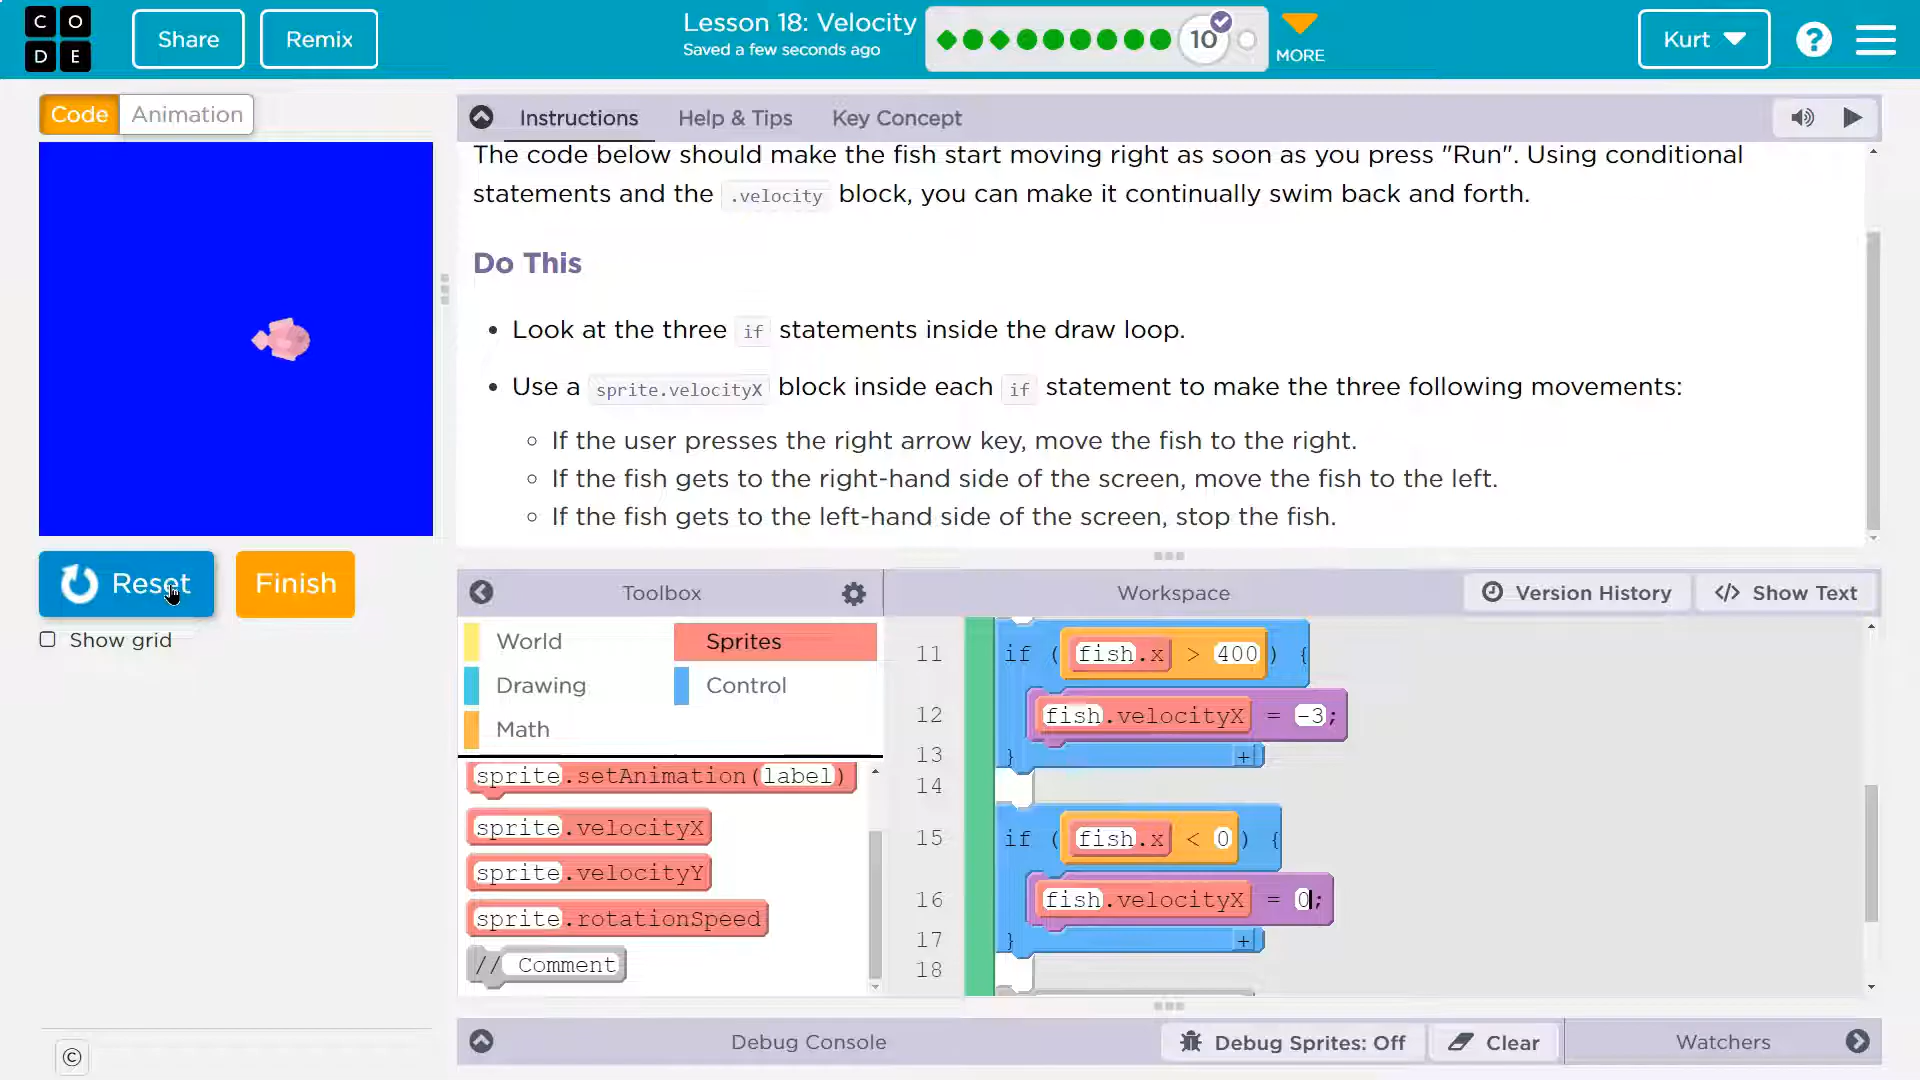 C O
D E
Share
Remix
Lesson 18: Velocity
Saved a few seconds ago
10
MORE
Kurt
?
Code
Animation
Instructions
Help & Tips
Key Concept
The code below should make the fish start moving right as soon as you press "Run". Using conditional
statements and the .velocity block, you can make it continually swim back and forth.
Do This
• Look at the three if statements inside the draw loop.
• Use a sprite.velocityX block inside each if statement to make the three following movements:
If the user presses the right arrow key, move the fish to the right.
If the fish gets to the right-hand side of the screen, move the fish to the left.
If the fish gets to the left-hand side of the screen, stop the fish.
Reset
Finish
Show grid
Toolbox
Workspace
Version History
</> Show Text
World
Sprites
Drawing
Control
Math
sprite.setAnimation(label)
sprite.velocityX
sprite.velocityY
sprite.rotationSpeed
// Comment
11 if (fish.x > 400) {
12 fish.velocityX = -3;
13 } +
14
15 if (fish.x < 0) {
16 fish.velocityX = 0;
17 } +
18
©
Debug Console
Debug Sprites: Off
Clear
Watchers